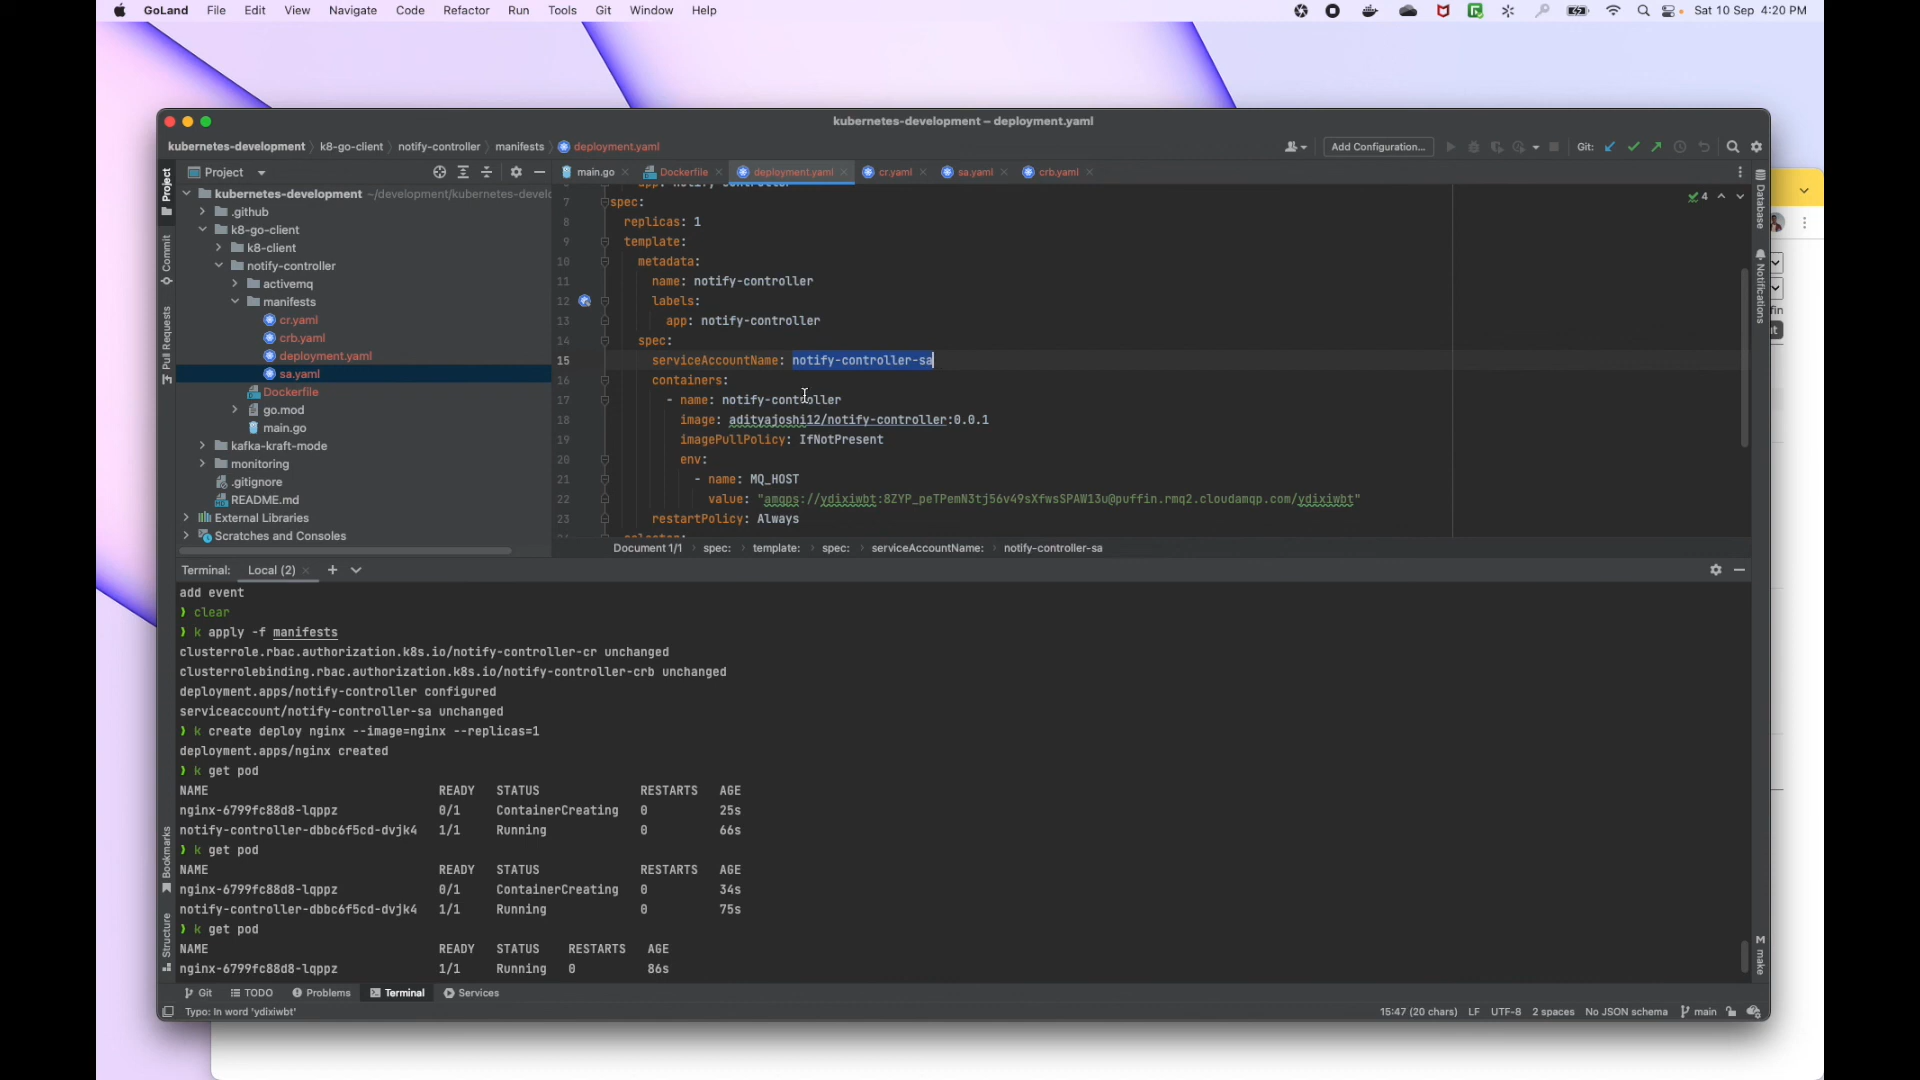 GoLand File Edit View Navigate Code Refactor Run Tools Git Window Help Sat 10 Sep 4:20 PM
kubernetes-development – deployment.yaml
kubernetes-development k8-go-client notify-controller manifests deployment.yaml Add Configuration... Git:
Project main.go Dockerfile deployment.yaml cr.yaml sa.yaml crb.yaml
kubernetes-development ~/development/kubernetes-devel
.github
k8-go-client
k8-client
notify-controller
activemq
manifests
cr.yaml
crb.yaml
deployment.yaml
sa.yaml
Dockerfile
go.mod
main.go
kafka-kraft-mode
monitoring
.gitignore
README.md
External Libraries
Scratches and Consoles
Project
Commit
Pull Requests
Bookmarks
Structure
app: notify-controller
7 spec:
8 replicas: 1
9 template:
10 metadata:
11 name: notify-controller
12 labels:
13 app: notify-controller
14 spec:
15 serviceAccountName: notify-controller-sa
16 containers:
17 - name: notify-controller
18 image: adityajoshi12/notify-controller:0.0.1
19 imagePullPolicy: IfNotPresent
20 env:
21 - name: MQ_HOST
22 value: "amqps://ydixiwbt:8ZYP_peTPemN3tj56v49sXfwsSPAW13u@puffin.rmq2.cloudamqp.com/ydixiwbt"
23 restartPolicy: Always
4
Database
Notifications
make
Document 1/1 spec: template: spec: serviceAccountName: notify-controller-sa
Terminal: Local (2)
add event
❯ clear
❯ k apply -f manifests
clusterrole.rbac.authorization.k8s.io/notify-controller-cr unchanged
clusterrolebinding.rbac.authorization.k8s.io/notify-controller-crb unchanged
deployment.apps/notify-controller configured
serviceaccount/notify-controller-sa unchanged
❯ k create deploy nginx --image=nginx --replicas=1
deployment.apps/nginx created
❯ k get pod
NAME READY STATUS RESTARTS AGE
nginx-6799fc88d8-lqppz 0/1 ContainerCreating 0 25s
notify-controller-dbbc6f5cd-dvjk4 1/1 Running 0 66s
❯ k get pod
NAME READY STATUS RESTARTS AGE
nginx-6799fc88d8-lqppz 0/1 ContainerCreating 0 34s
notify-controller-dbbc6f5cd-dvjk4 1/1 Running 0 75s
❯ k get pod
NAME READY STATUS RESTARTS AGE
nginx-6799fc88d8-lqppz 1/1 Running 0 86s
Git TODO Problems Terminal Services
Typo: In word 'ydixiwbt' 15:47 (20 chars) LF UTF-8 2 spaces No JSON schema main